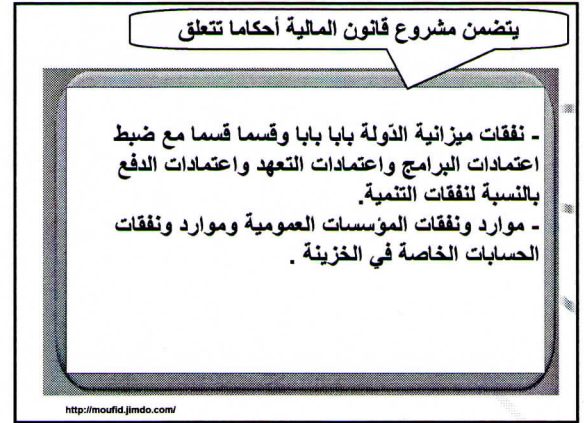 يتضمن مشروع قانون المالية أحكاما تتعلق
- نفقات ميزانية الدّولة بابا بابا وقسما قسما مع ضبط
اعتمادات البرامج واعتمادات التعهد واعتمادات الدفع
بالنسبة لنفقات التنمية.
- موارد ونفقات المؤسسات العمومية وموارد ونفقات
الحسابات الخاصة في الخزينة .
http://moufid.jimdo.com/